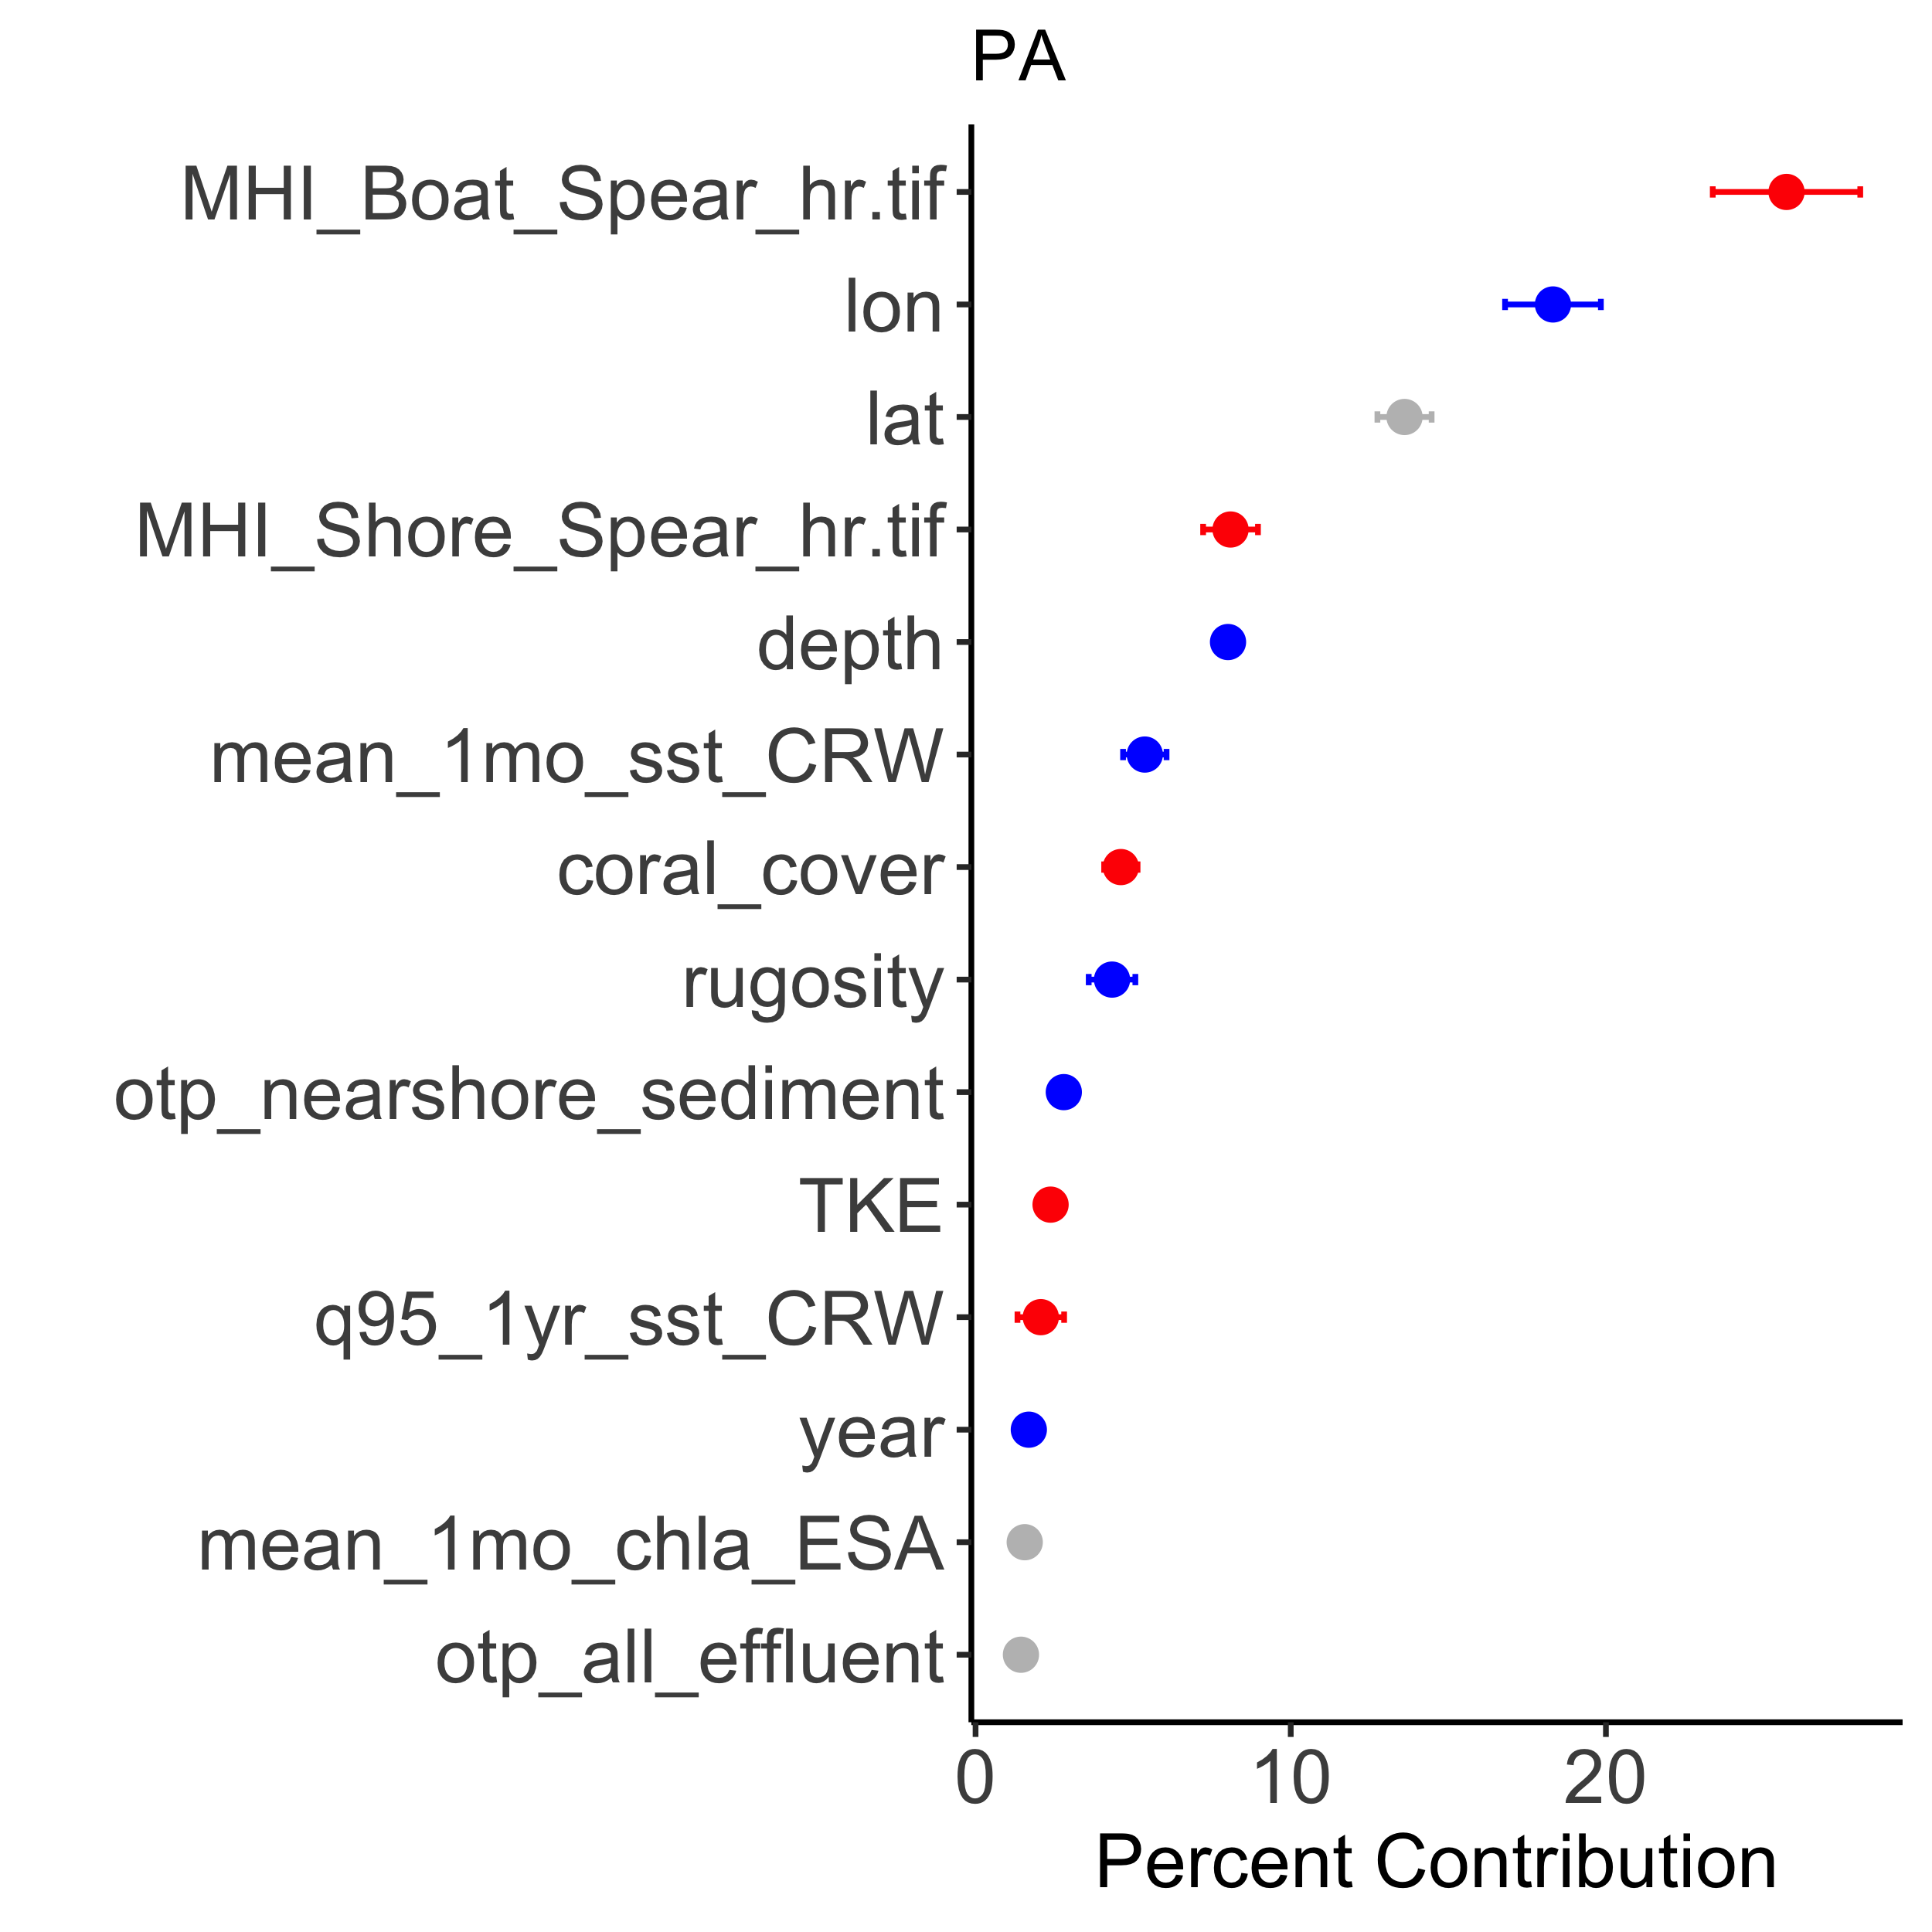 PA
MHI_Boat_Spear_hr.tif
lon
lat
MHI_Shore_Spear_hr.tif
depth
mean_1mo_sst_CRW
coral_cover
rugosity
otp_nearshore_sediment
TKE
q95_1yr_sst_CRW
year
mean_1mo_chla_ESA
otp_all_effluent
0 10 20
Percent Contribution